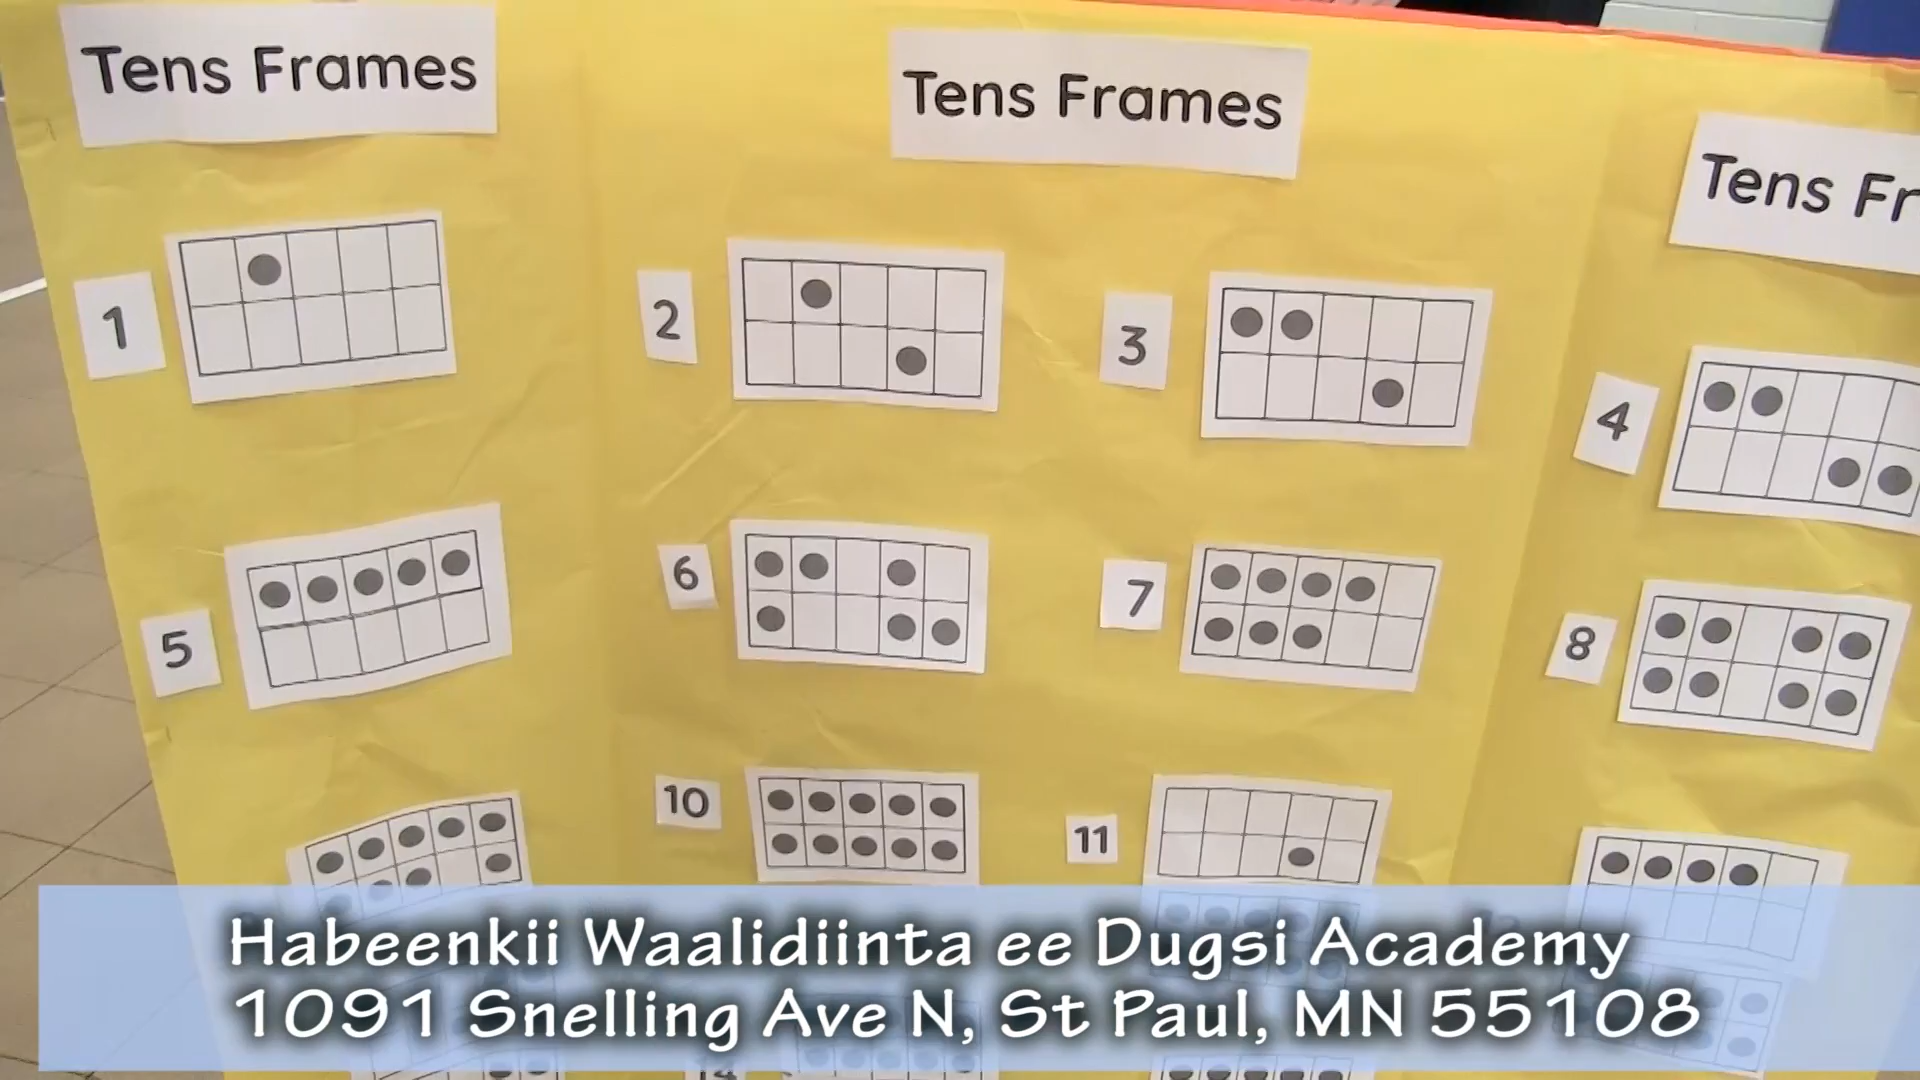 Tens Frames
Tens Frames
Tens Fr
1
2
3
4
5
6
7
8
10
11
14
Habeenkii Waalidiinta ee Dugsi Academy
1091 Snelling Ave N, St Paul, MN 55108